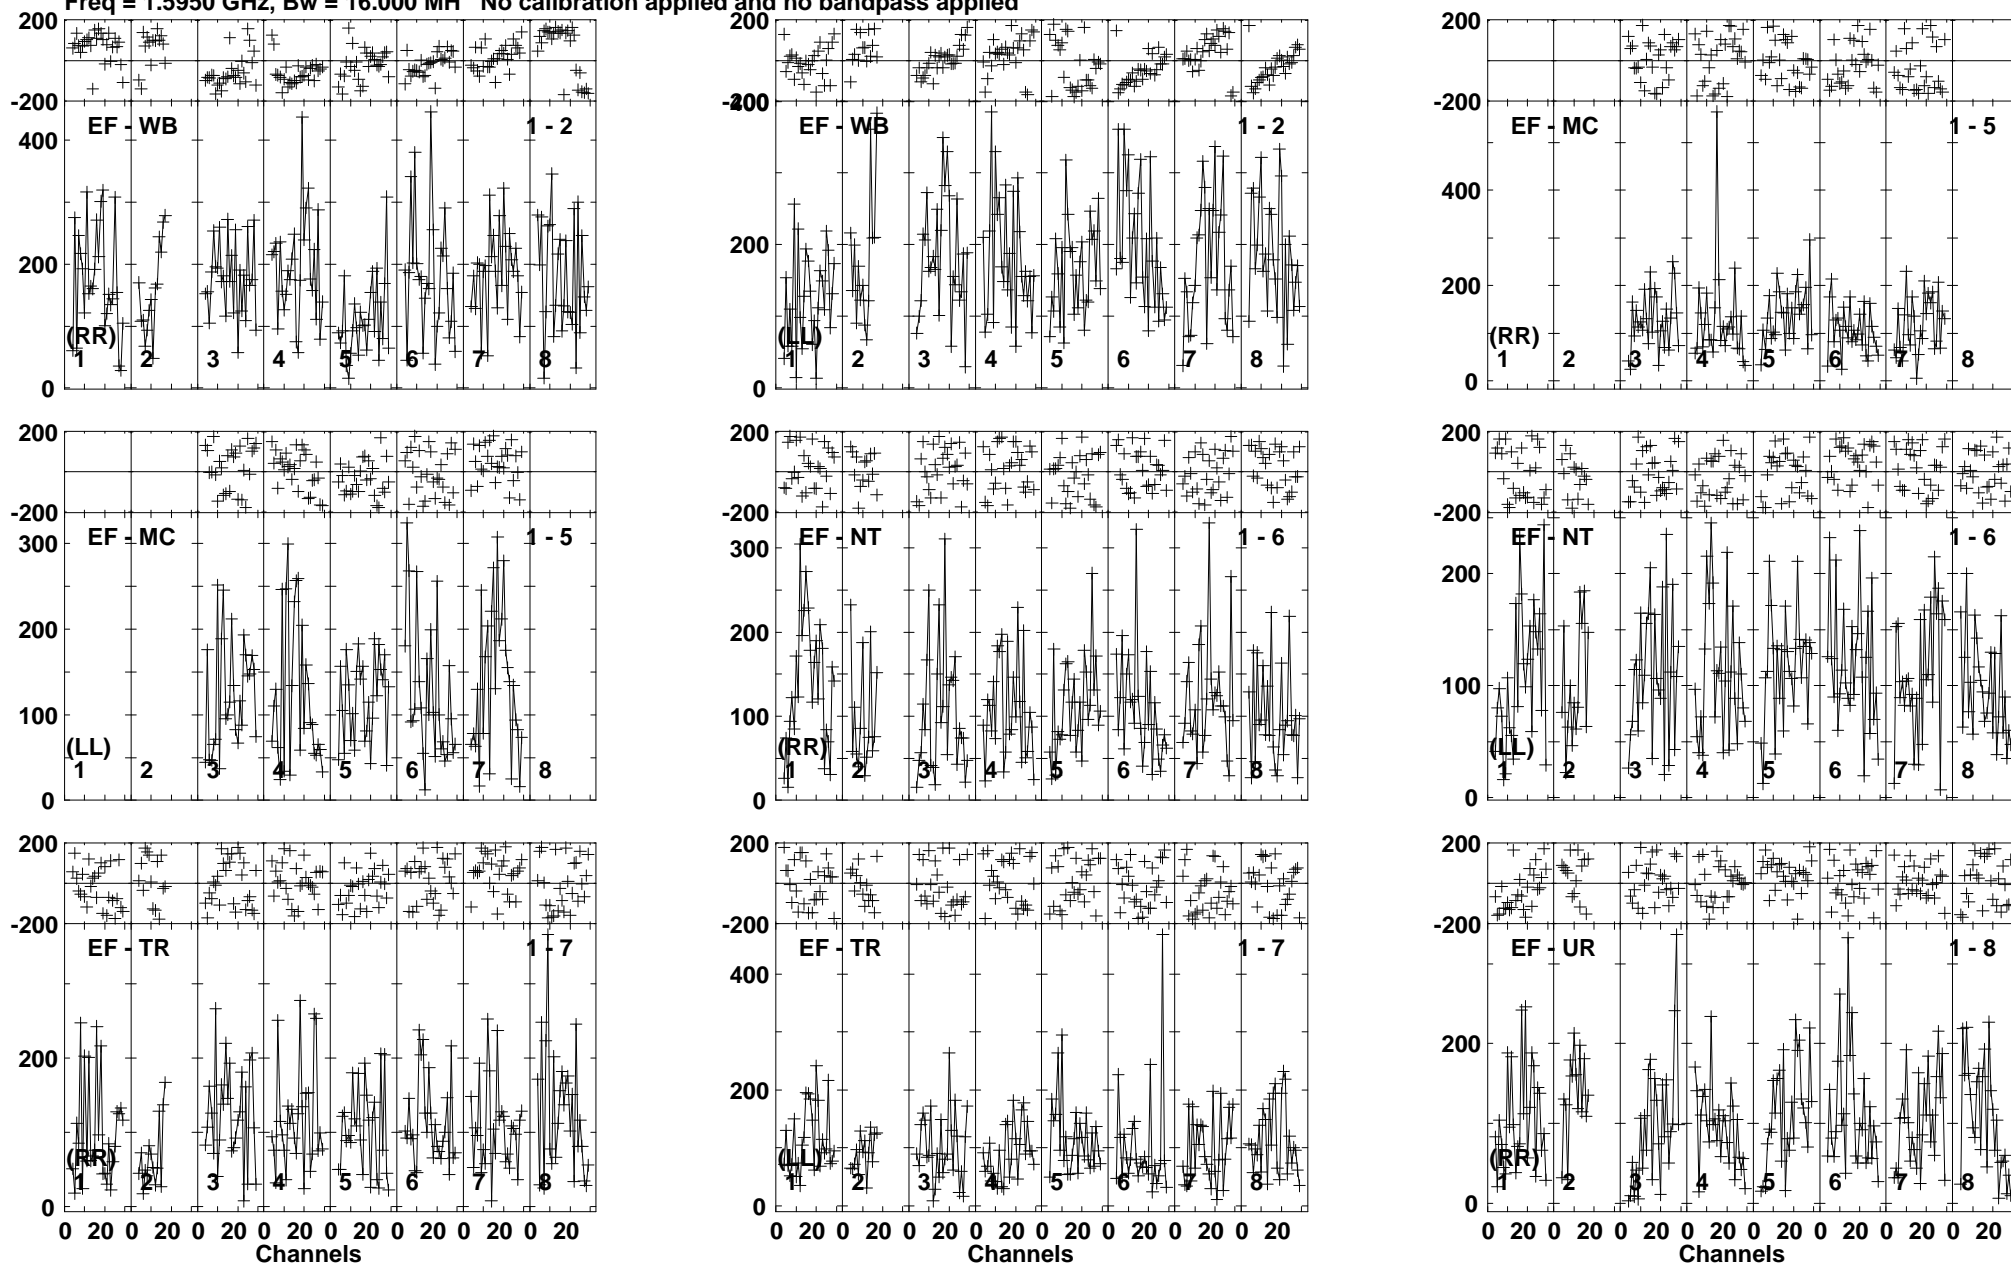 Freq = 1.5950 GHz, Bw = 16.000 MH No calibration applied and no bandpass applied
200 200 200
-200 -200 -200
EF - WB 1 - 2 EF - WB 1 - 2 EF - MC 1 - 5
400 400 400
200 200 200
(RR) (LL) (RR)
1 2 3 4 5 6 7 8 1 2 3 4 5 6 7 8 1 2 3 4 5 6 7 8
0 0 0
200 200 200
-200 -200 -200
EF - MC 1 - 5 EF - NT 1 - 6 EF - NT 1 - 6
300 300
200 200 200
100 100 100
(LL) (RR) (LL)
1 2 3 4 5 6 7 8 1 2 3 4 5 6 7 8 1 2 3 4 5 6 7 8
0 0 0
200 200 200
-200 -200 -200
EF - TR 1 - 7 EF - TR 1 - 7 EF - UR 1 - 8
400
200 200 200
(RR) (LL) (RR)
1 2 3 4 5 6 7 8 1 2 3 4 5 6 7 8 1 2 3 4 5 6 7 8
0 0 0
0 20 0 20 0 20 0 20 0 20 0 20 0 20 0 20 0 20 0 20 0 20 0 20 0 20 0 20 0 20 0 20 0 20 0 20 0 20 0 20 0 20 0 20 0 20 0 20
Channels Channels Channels